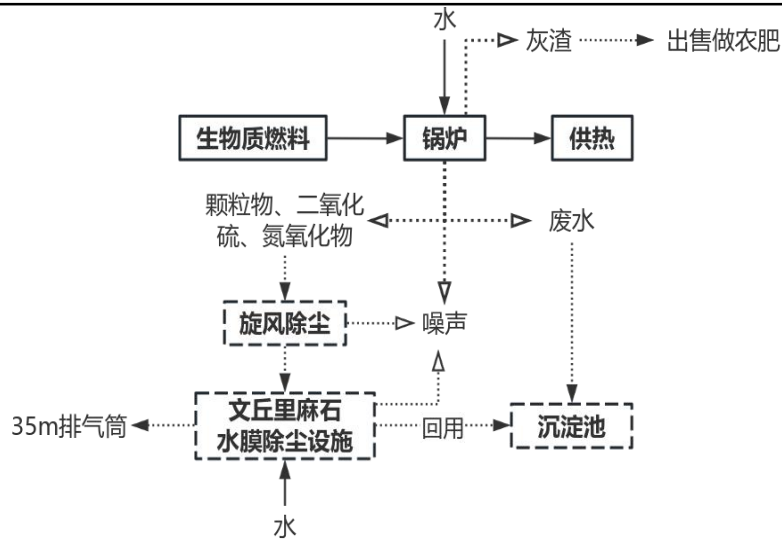 水
灰渣
出售做农肥
生物质燃料
锅炉
供热
颗粒物、二氧化
硫、氮氧化物
废水
旋风除尘
噪声
文丘里麻石
水膜除尘设施
35m排气筒
回用
沉淀池
水